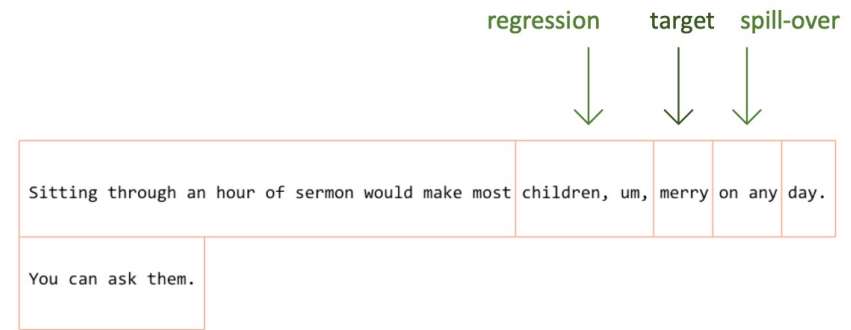 regression target spill-over
Sitting through an hour of sermon would make most children, um, merry on any day.
You can ask them.